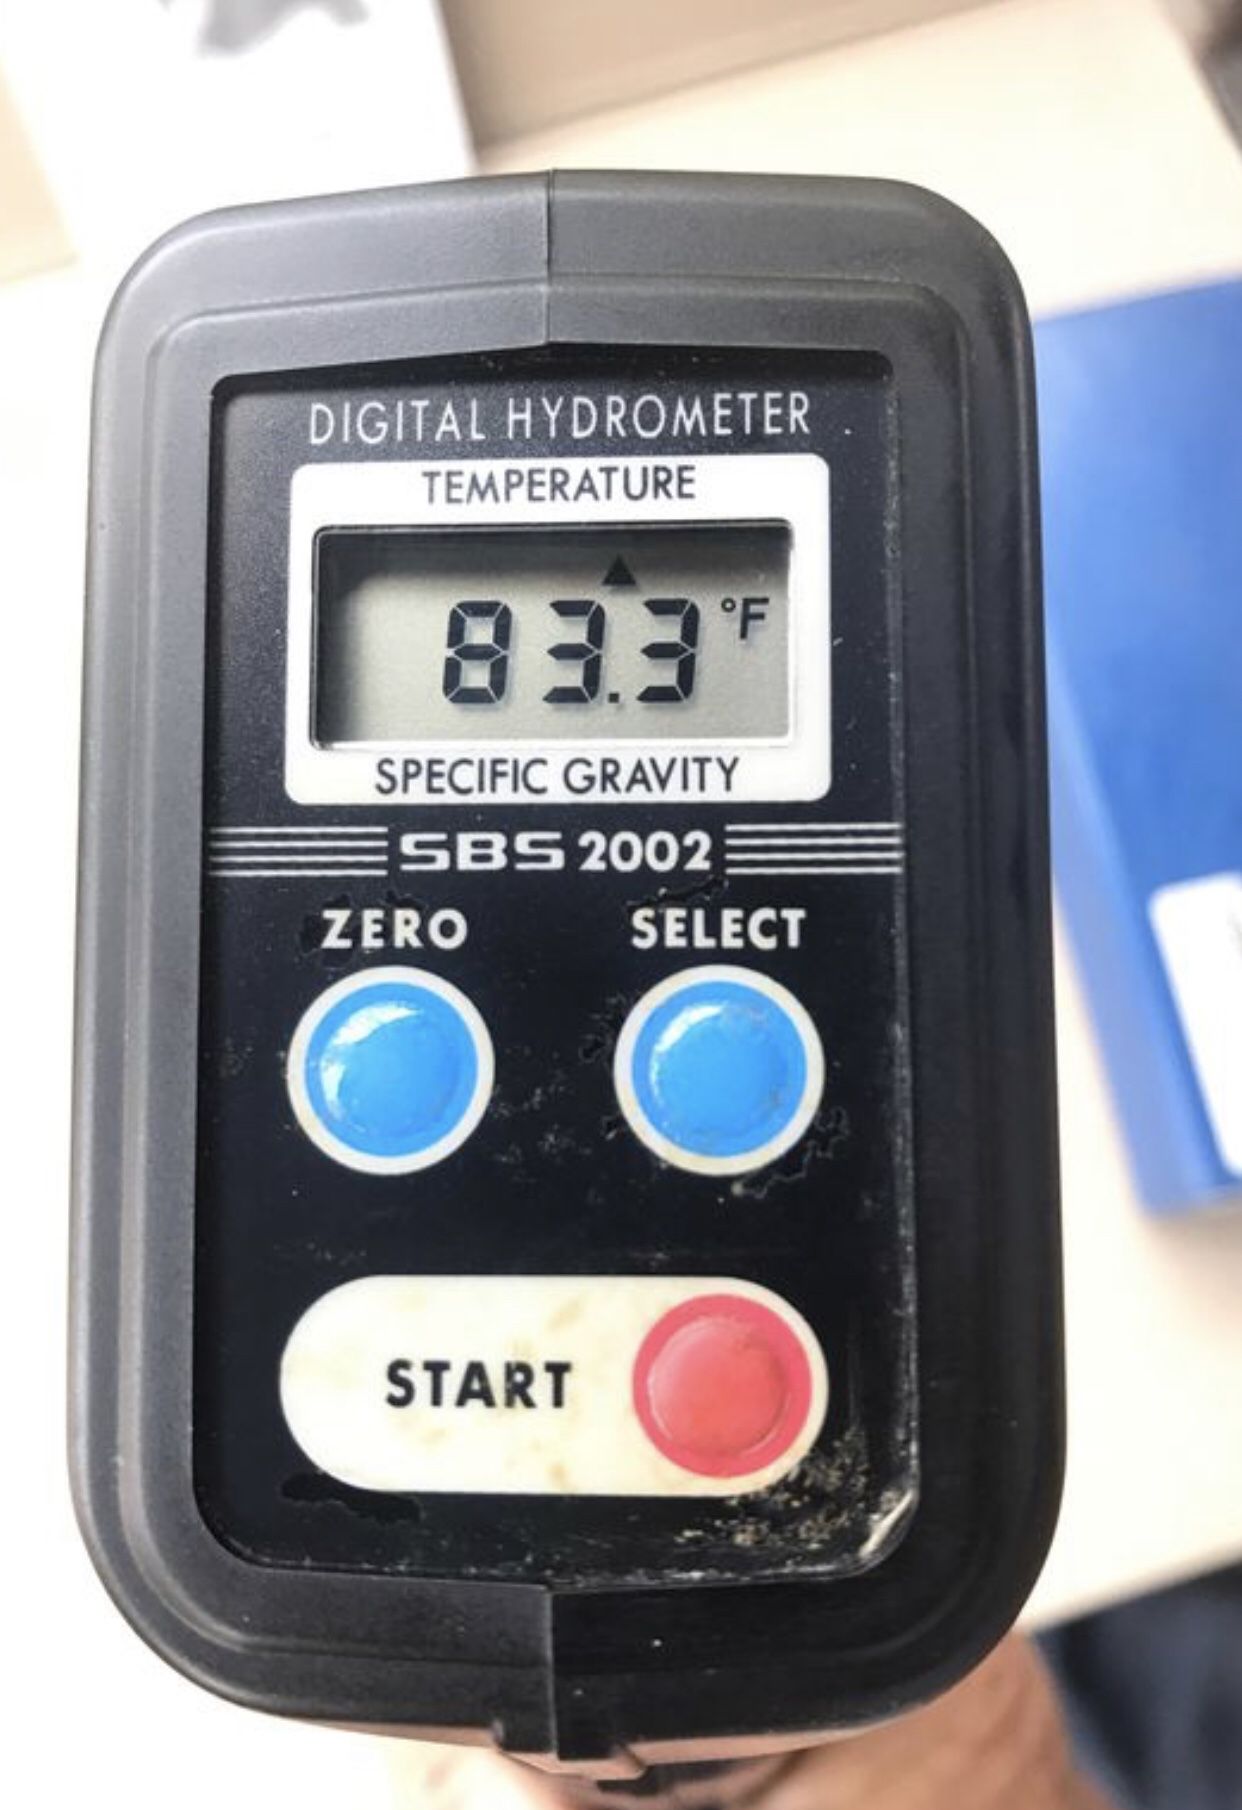 DIGITAL HYDROMETER
TEMPERATURE
83.3 °F
SPECIFIC GRAVITY
SBS 2002
ZERO SELECT
START